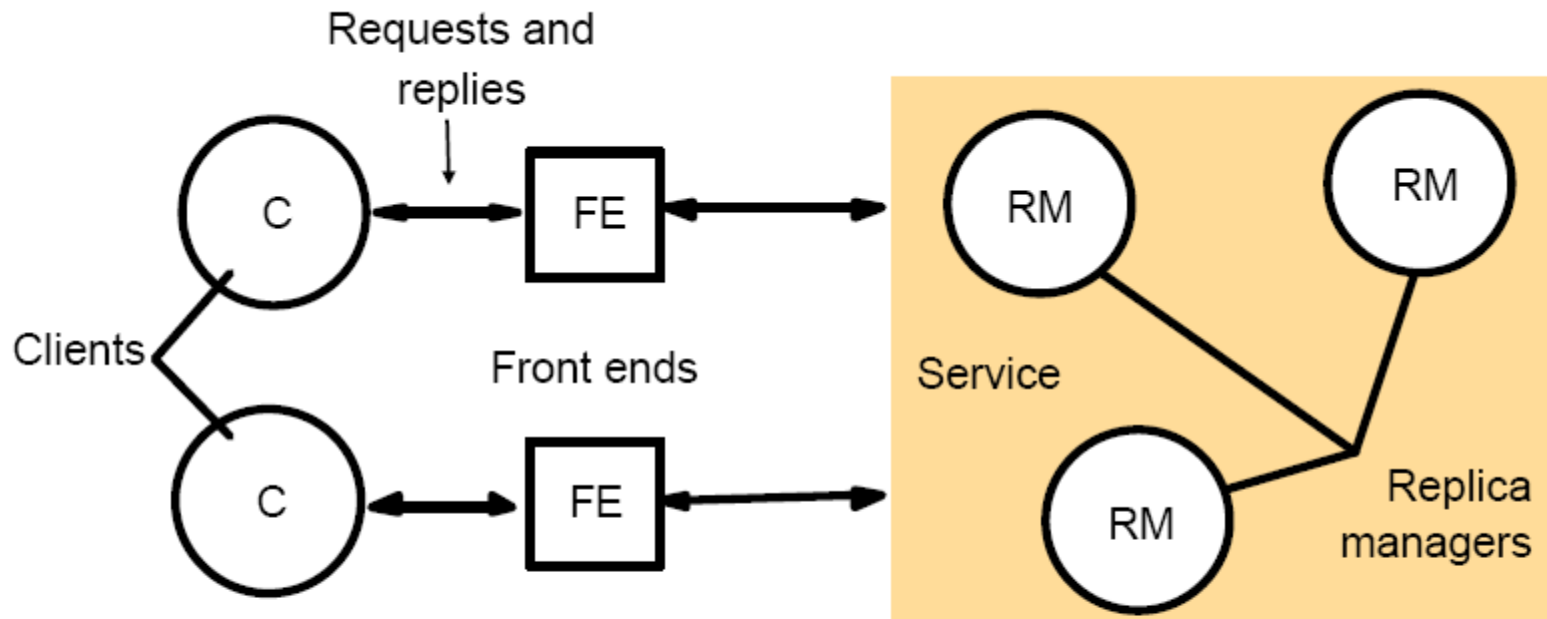 Requests and
replies
C
FE
RM
RM
Clients
Front ends
Service
C
FE
RM
Replica
managers